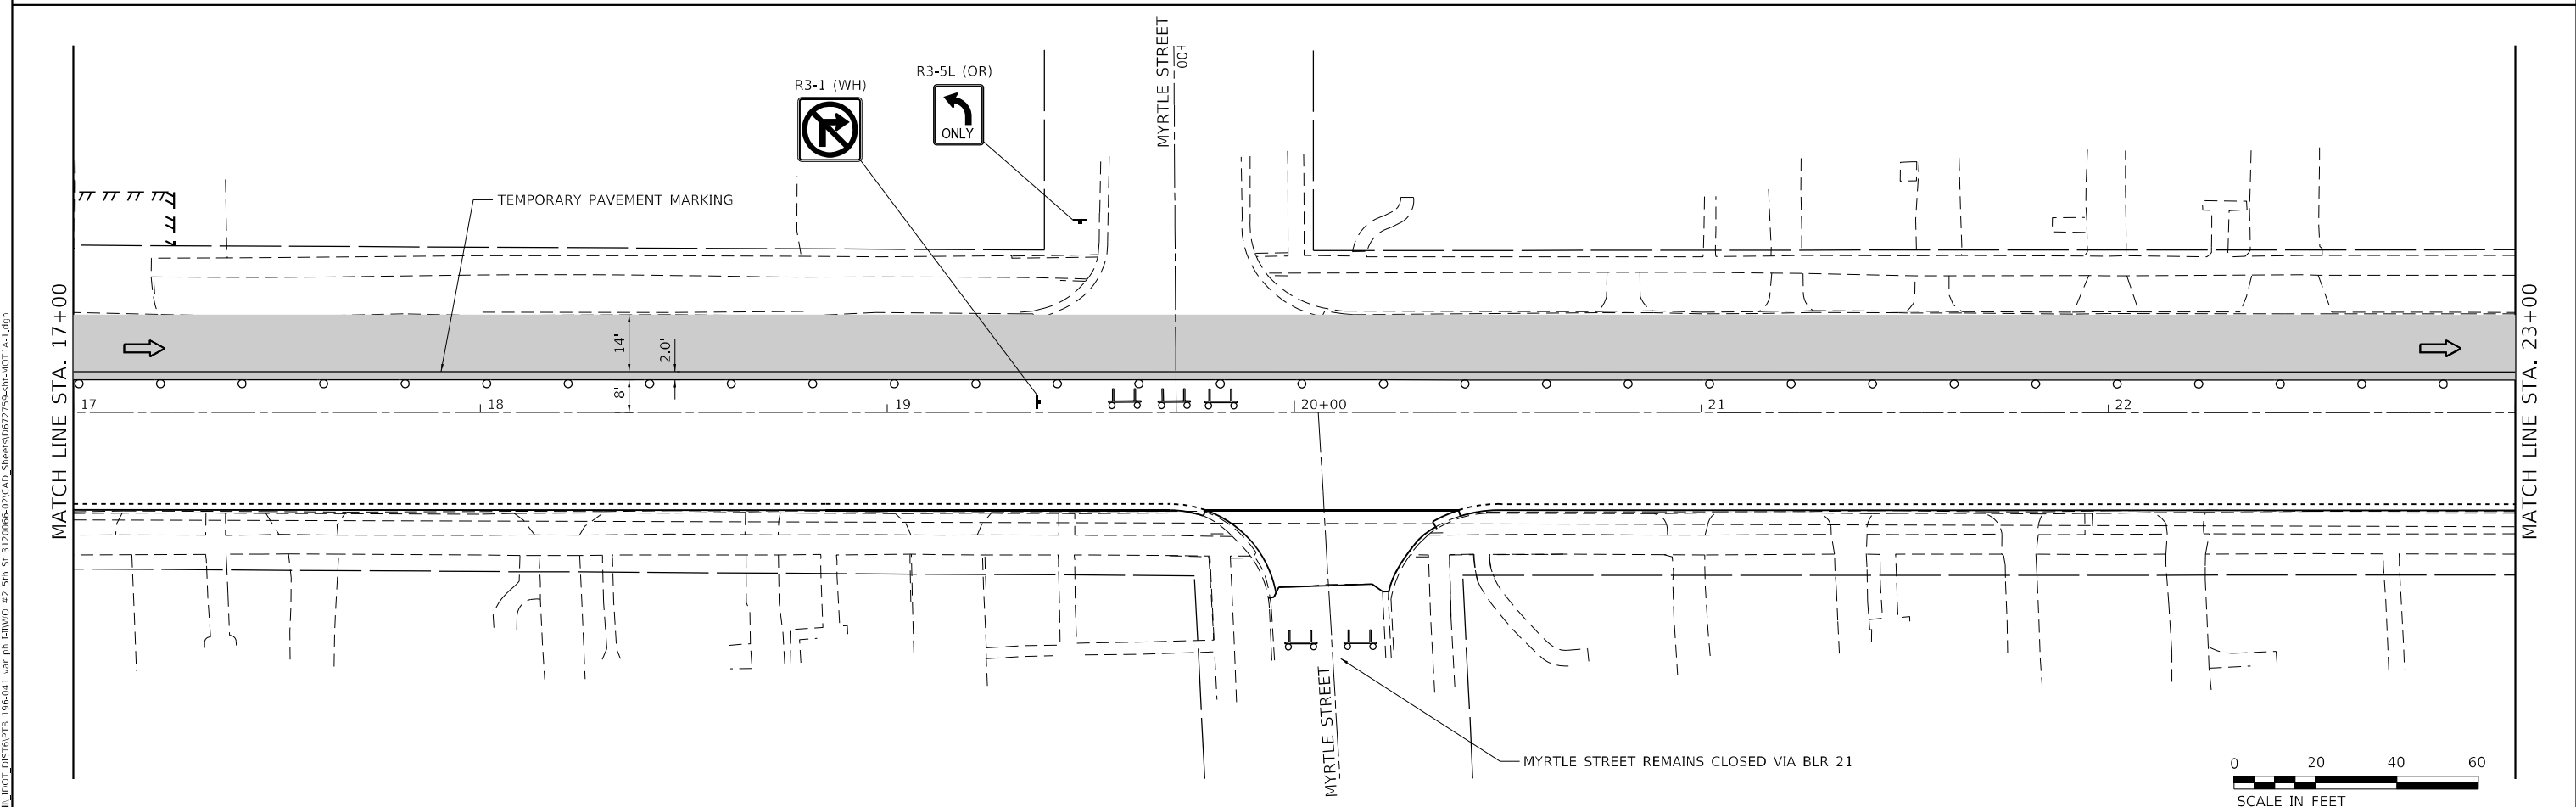 MYRTLE STREET
00+
R3-5L (OR)
R3-1 (WH)
ONLY
TEMPORARY PAVEMENT MARKING
MATCH LINE STA. 17+00
MATCH LINE STA. 23+00
14'
2.0'
8'
17
18
19
20+00
21
22
MYRTLE STREET
MYRTLE STREET REMAINS CLOSED VIA BLR 21
0 20 40 60
SCALE IN FEET